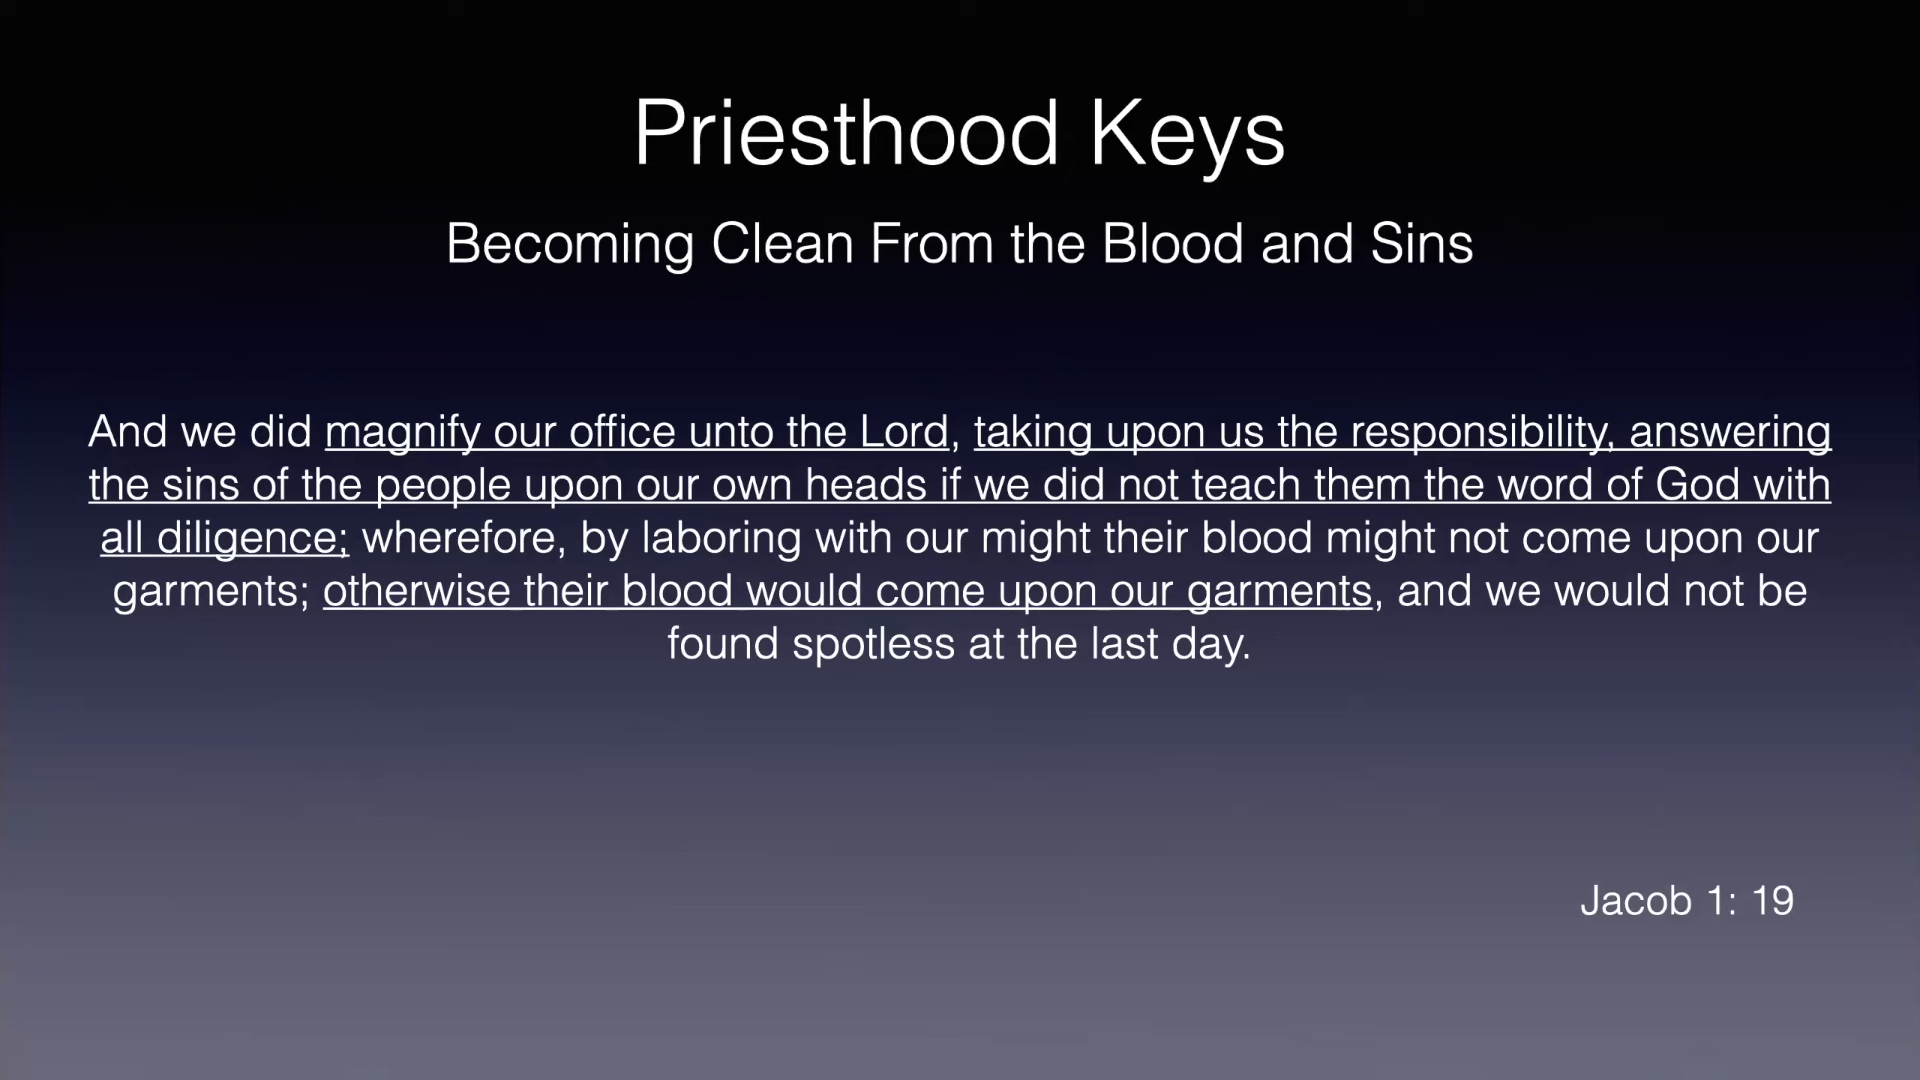 Priesthood Keys
Becoming Clean From the Blood and Sins
And we did magnify our office unto the Lord, taking upon us the responsibility, answering
the sins of the people upon our own heads if we did not teach them the word of God with
all diligence; wherefore, by laboring with our might their blood might not come upon our
garments; otherwise their blood would come upon our garments, and we would not be
found spotless at the last day.
Jacob 1: 19